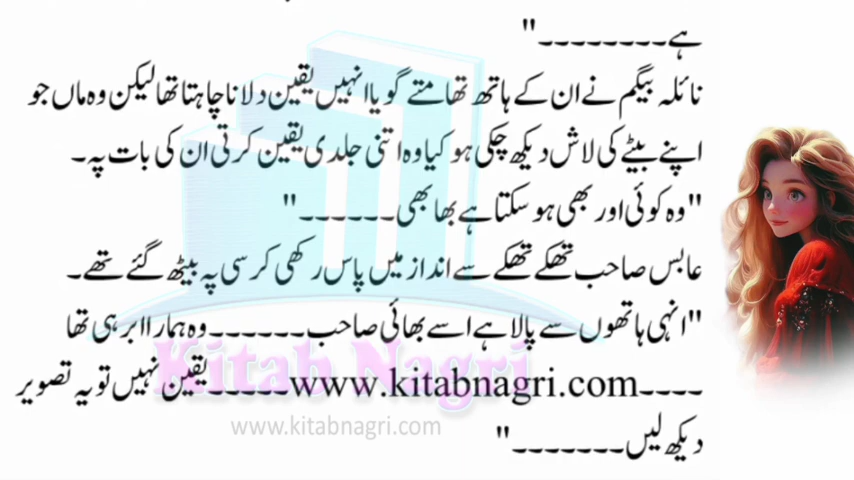 ہے۔۔۔۔۔۔۔۔"
نائلہ بیگم نے ان کے ہاتھ تھامتے گویا انہیں یقین دلانا چاہتا تھا لیکن وہ ماں جو
اپنے بیٹے کی لاش دیکھ چکی ہو کیا وہ اتنی جلدی یقین کرتی ان کی بات پہ۔
"وہ کوئی اور بھی ہو سکتا ہے بھابھی۔۔۔۔۔۔"
عابس صاحب تھکے تھکے سے انداز میں پاس رکھی کرسی پہ بیٹھ گئے تھے۔
"انہی ہاتھوں سے پالا ہے اسے بھائی صاحب۔۔۔۔۔۔وہ ہمارا ابر ہی تھا
۔۔۔۔www.kitabnagri.com۔۔۔۔۔یقین نہیں تو یہ تصویر
دیکھ لیں۔۔۔۔۔۔۔"
Kitab Nagri
www.kitabnagri.com